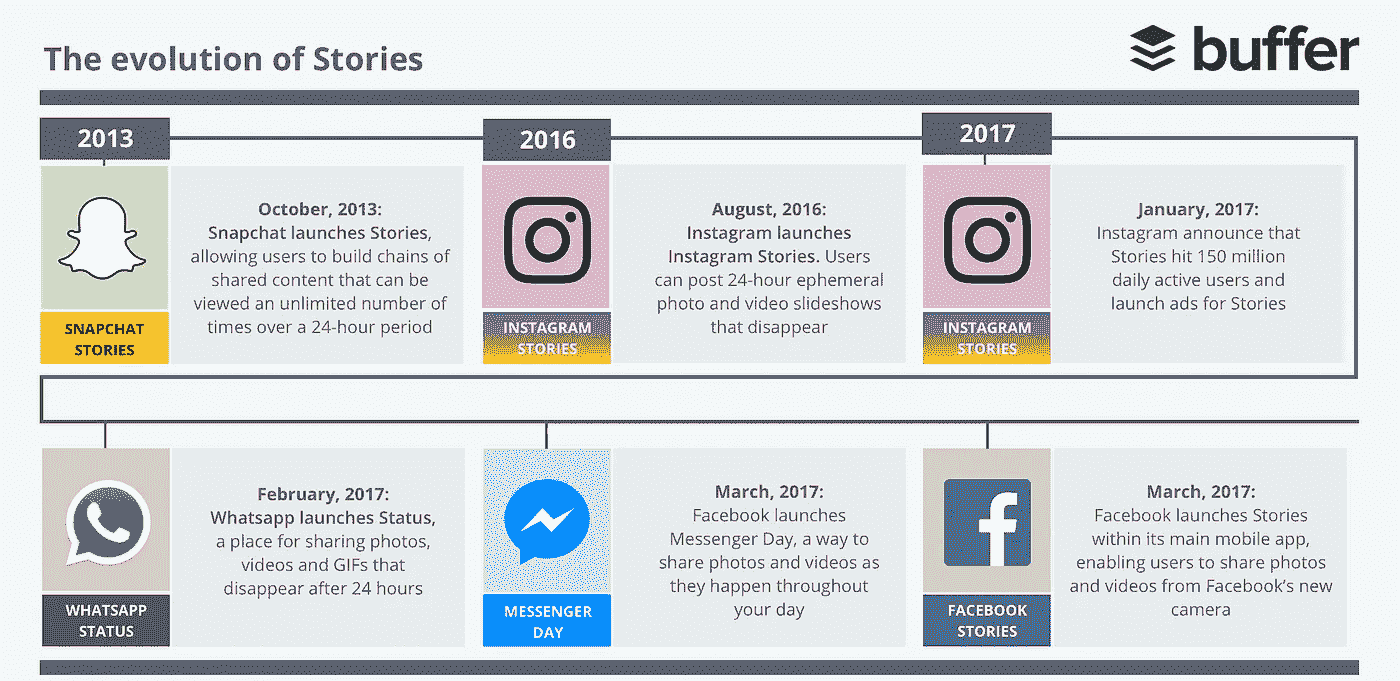 The evolution of Stories
buffer
2013
October, 2013:
Snapchat launches Stories,
allowing users to build chains of
shared content that can be
viewed an unlimited number of
times over a 24-hour period
SNAPCHAT
STORIES
2016
August, 2016:
Instagram launches
Instagram Stories. Users
can post 24-hour ephemeral
photo and video slideshows
that disappear
INSTAGRAM
STORIES
2017
January, 2017:
Instagram announce that
Stories hit 150 million
daily active users and
launch ads for Stories
INSTAGRAM
STORIES
February, 2017:
Whatsapp launches Status,
a place for sharing photos,
videos and GIFs that
disappear after 24 hours
WHATSAPP
STATUS
March, 2017:
Facebook launches
Messenger Day, a way to
share photos and videos as
they happen throughout
your day
MESSENGER
DAY
March, 2017:
Facebook launches Stories
within its main mobile app,
enabling users to share photos
and videos from Facebook’s new
camera
FACEBOOK
STORIES